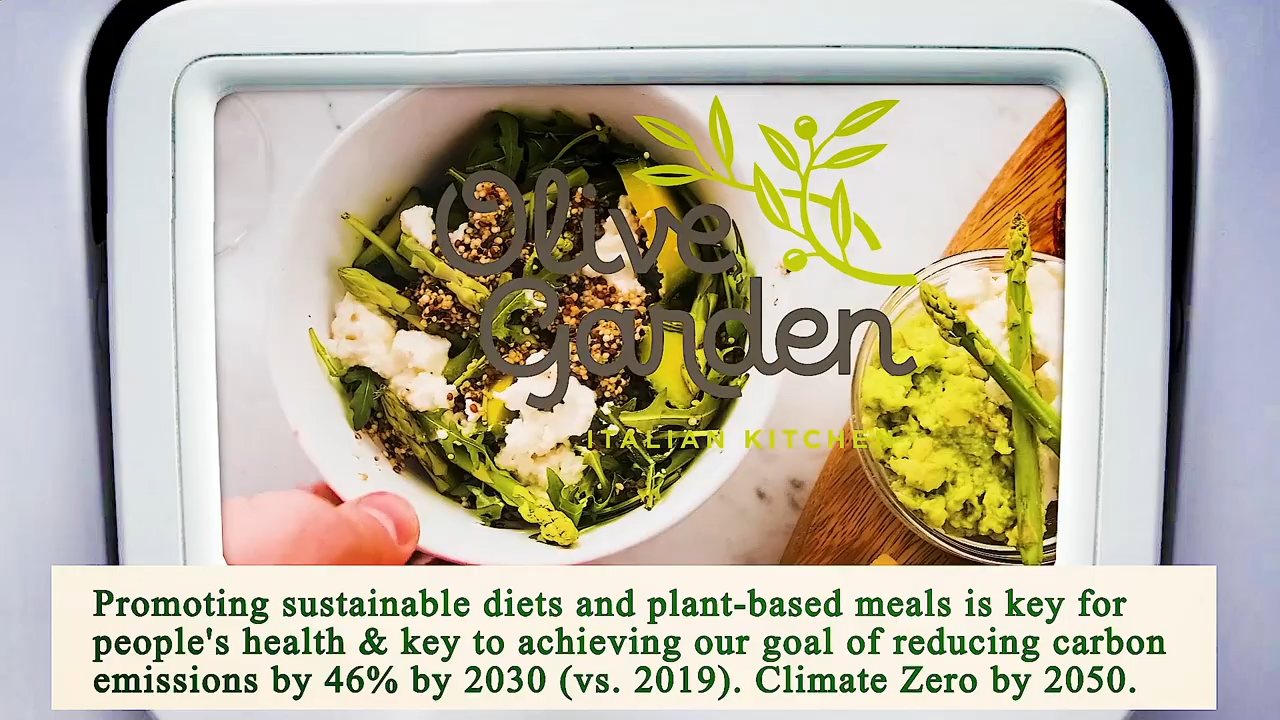 Olive
Garden
ITALIAN KITCHEN
Promoting sustainable diets and plant-based meals is key for
people's health & key to achieving our goal of reducing carbon
emissions by 46% by 2030 (vs. 2019). Climate Zero by 2050.